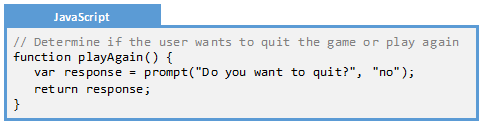 JavaScript
// Determine if the user wants to quit the game or play again
function playAgain() {
   var response = prompt("Do you want to quit?", "no");
   return response;
}